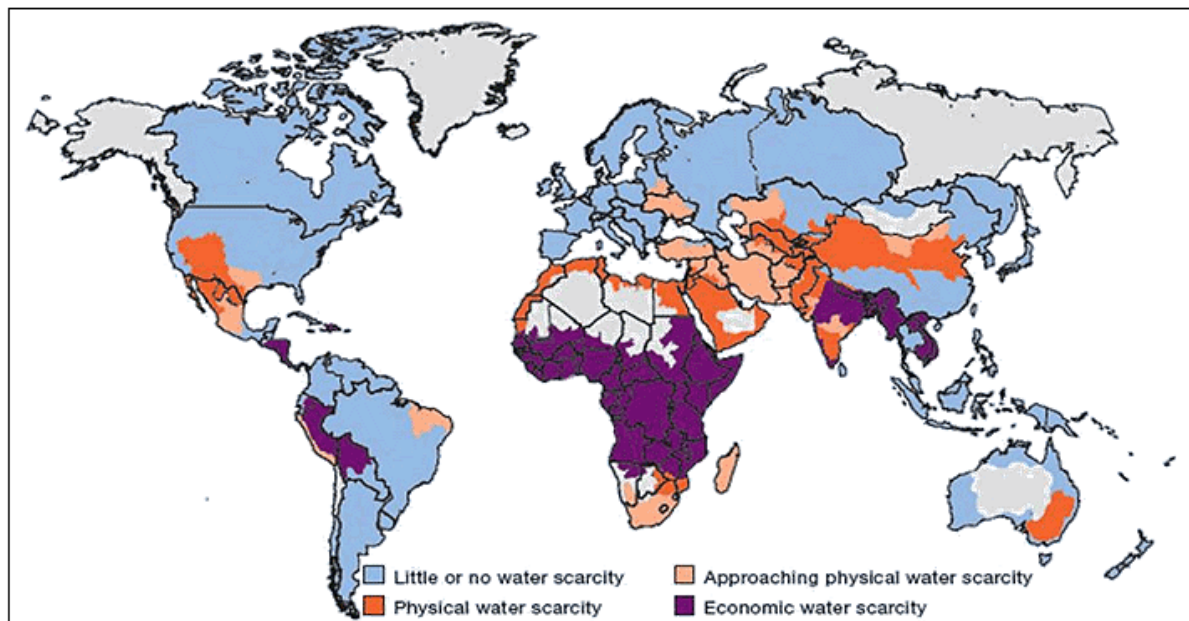 Little or no water scarcity
Approaching physical water scarcity
Physical water scarcity
Economic water scarcity